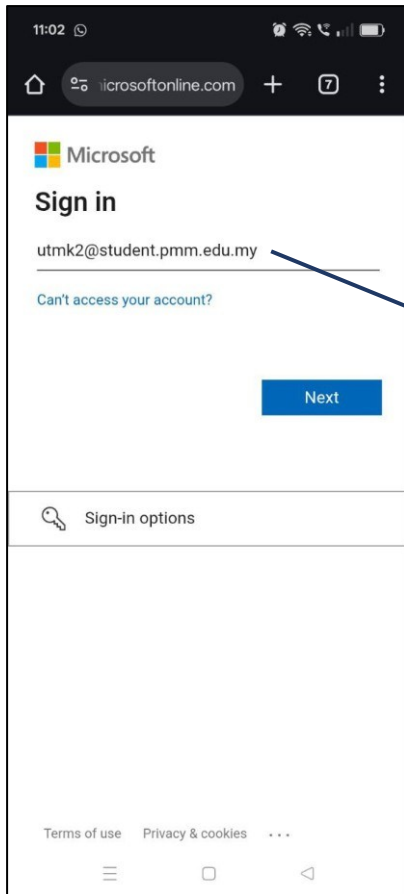 11:02
icrosoftonline.com
7
Microsoft
Sign in
utmk2@student.pmm.edu.my
Can't access your account?
Next
Sign-in options
Terms of use Privacy & cookies ...